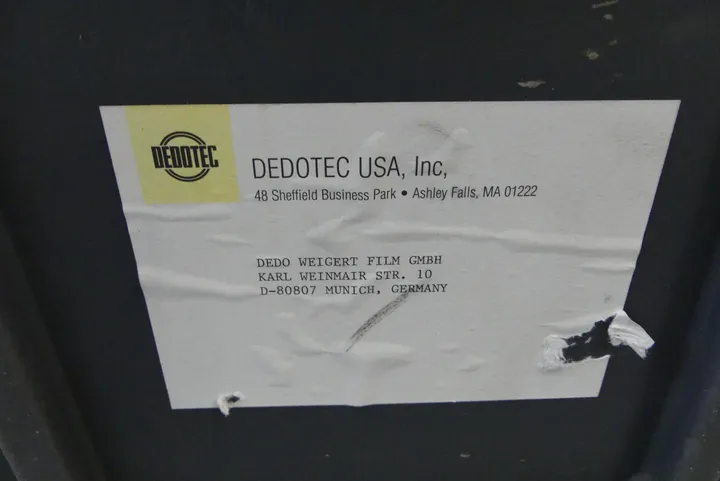 DEDOTEC
DEDOTEC USA, Inc,
48 Sheffield Business Park • Ashley Falls, MA 01222
DEDO WEIGERT FILM GMBH
KARL WEINMAIR STR. 10
D-80807 MUNICH, GERMANY